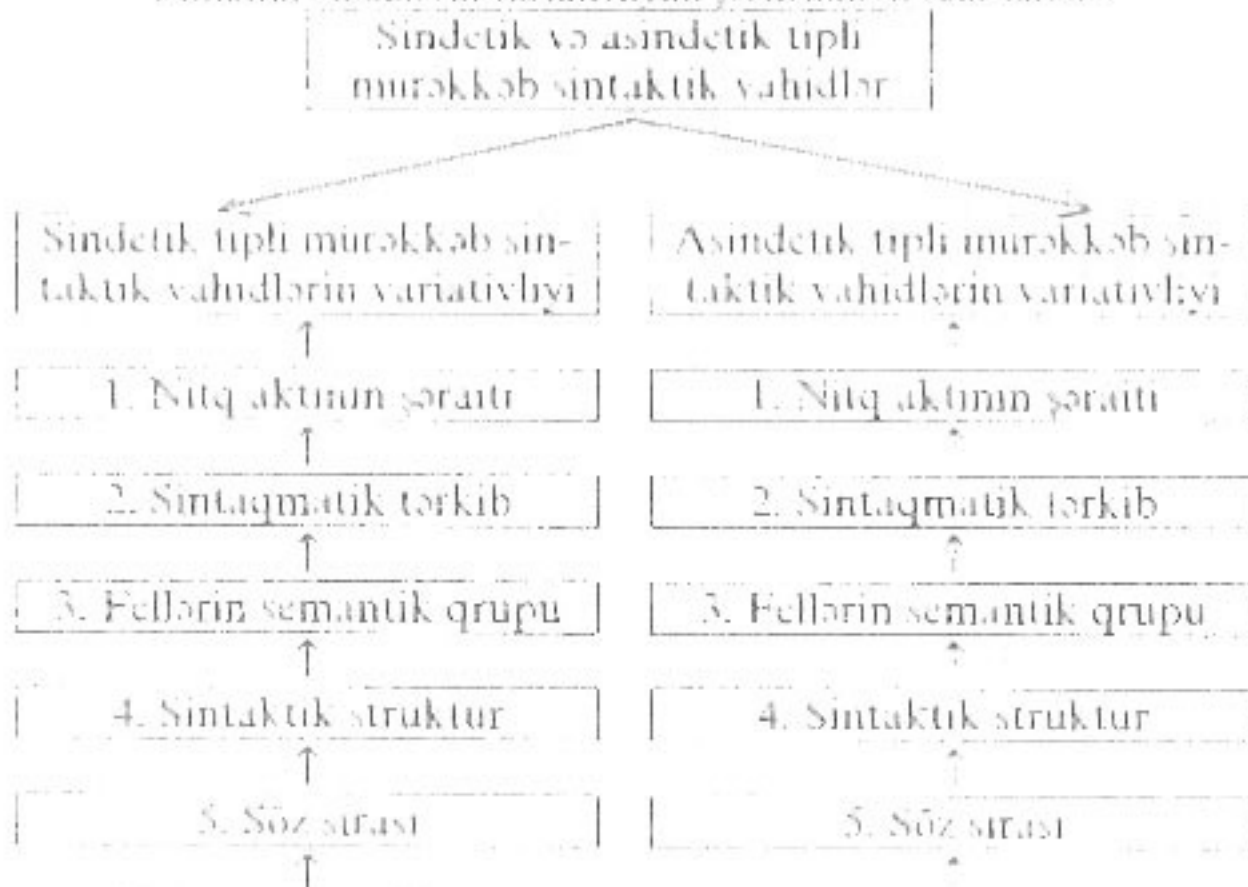 Sindetik və asindetik tipli
mürəkkəb sintaktik vahidlər
Sindetik tipli mürəkkəb sin-
taktik vahidlərin variativliyi
Asindetik tipli mürəkkəb sin-
taktik vahidlərin variativliyi
1. Nitq aktının şəraiti
1. Nitq aktının şəraiti
2. Sintaqmatik tərkib
2. Sintaqmatik tərkib
3. Fellərin semantik qrupu
3. Fellərin semantik qrupu
4. Sintaktik struktur
4. Sintaktik struktur
5. Söz sırası
5. Söz sırası